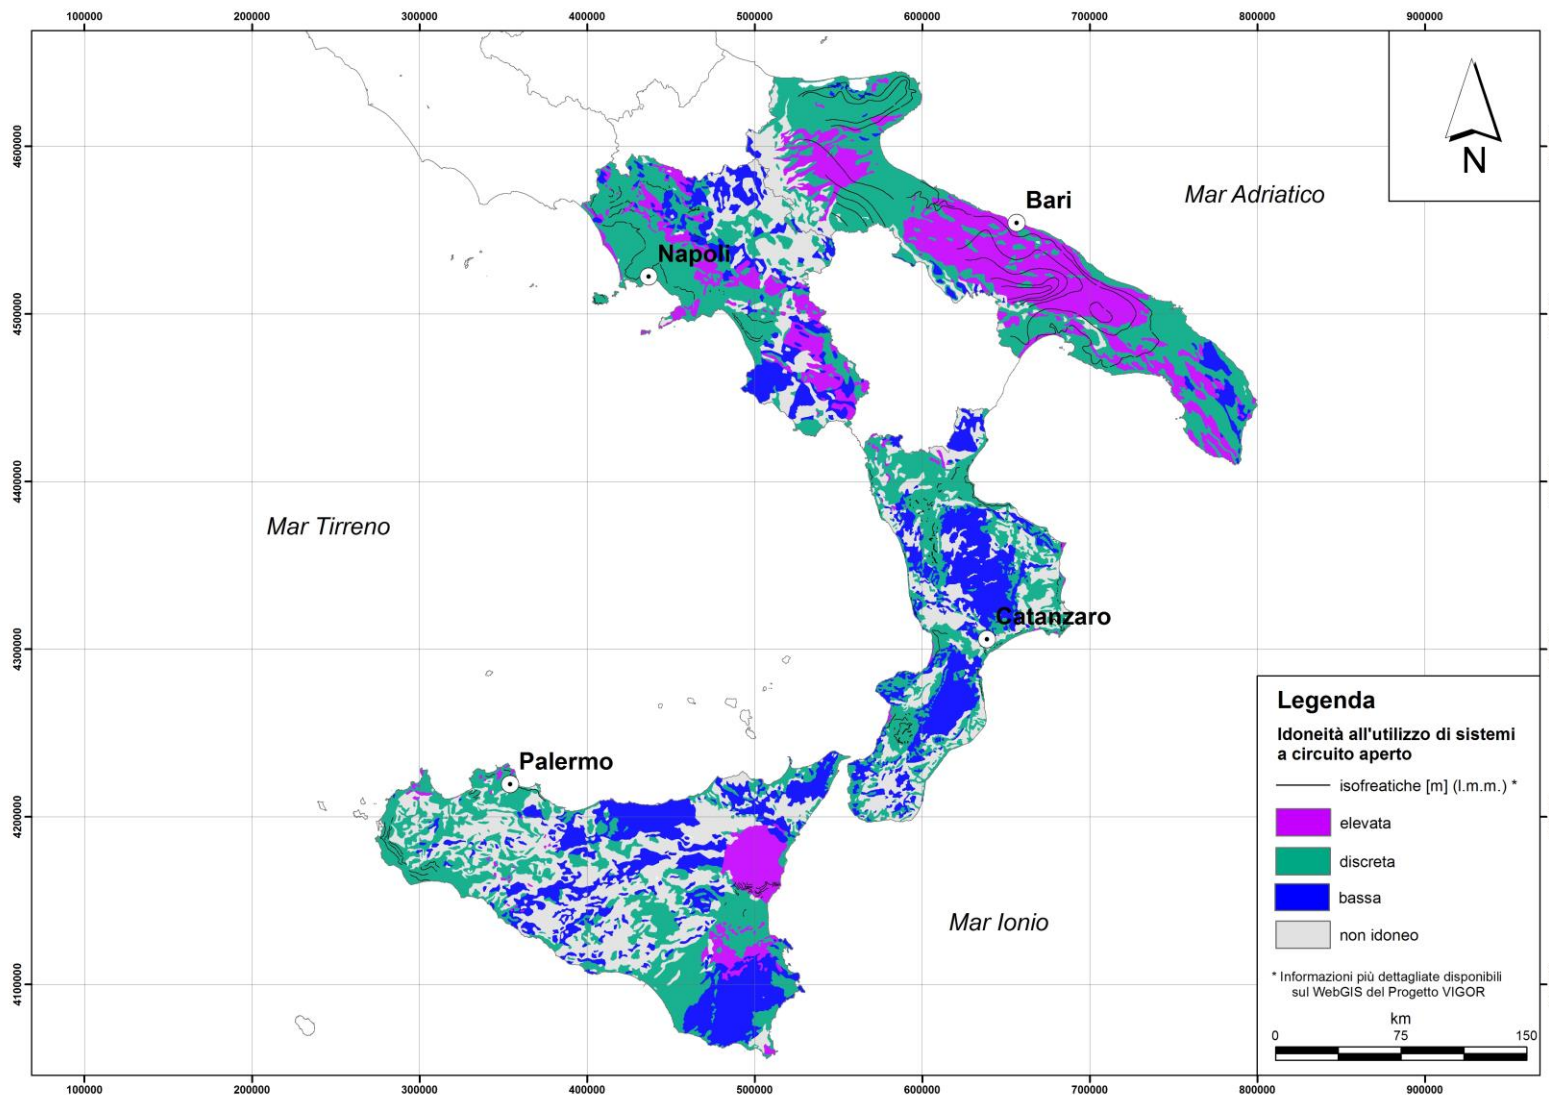 100000 200000 300000 400000 500000 600000 700000 800000 900000
4600000
4500000
4400000
4300000
4200000
4100000
N
Mar Adriatico
Bari
Napoli
Mar Tirreno
Catanzaro
Palermo
Mar Ionio
Legenda
Idoneità all'utilizzo di sistemi
a circuito aperto
isofreatiche [m] (l.m.m.) *
elevata
discreta
bassa
non idoneo
* Informazioni più dettagliate disponibili
sul WebGIS del Progetto VIGOR
km
0 75 150
100000 200000 300000 400000 500000 600000 700000 800000 900000